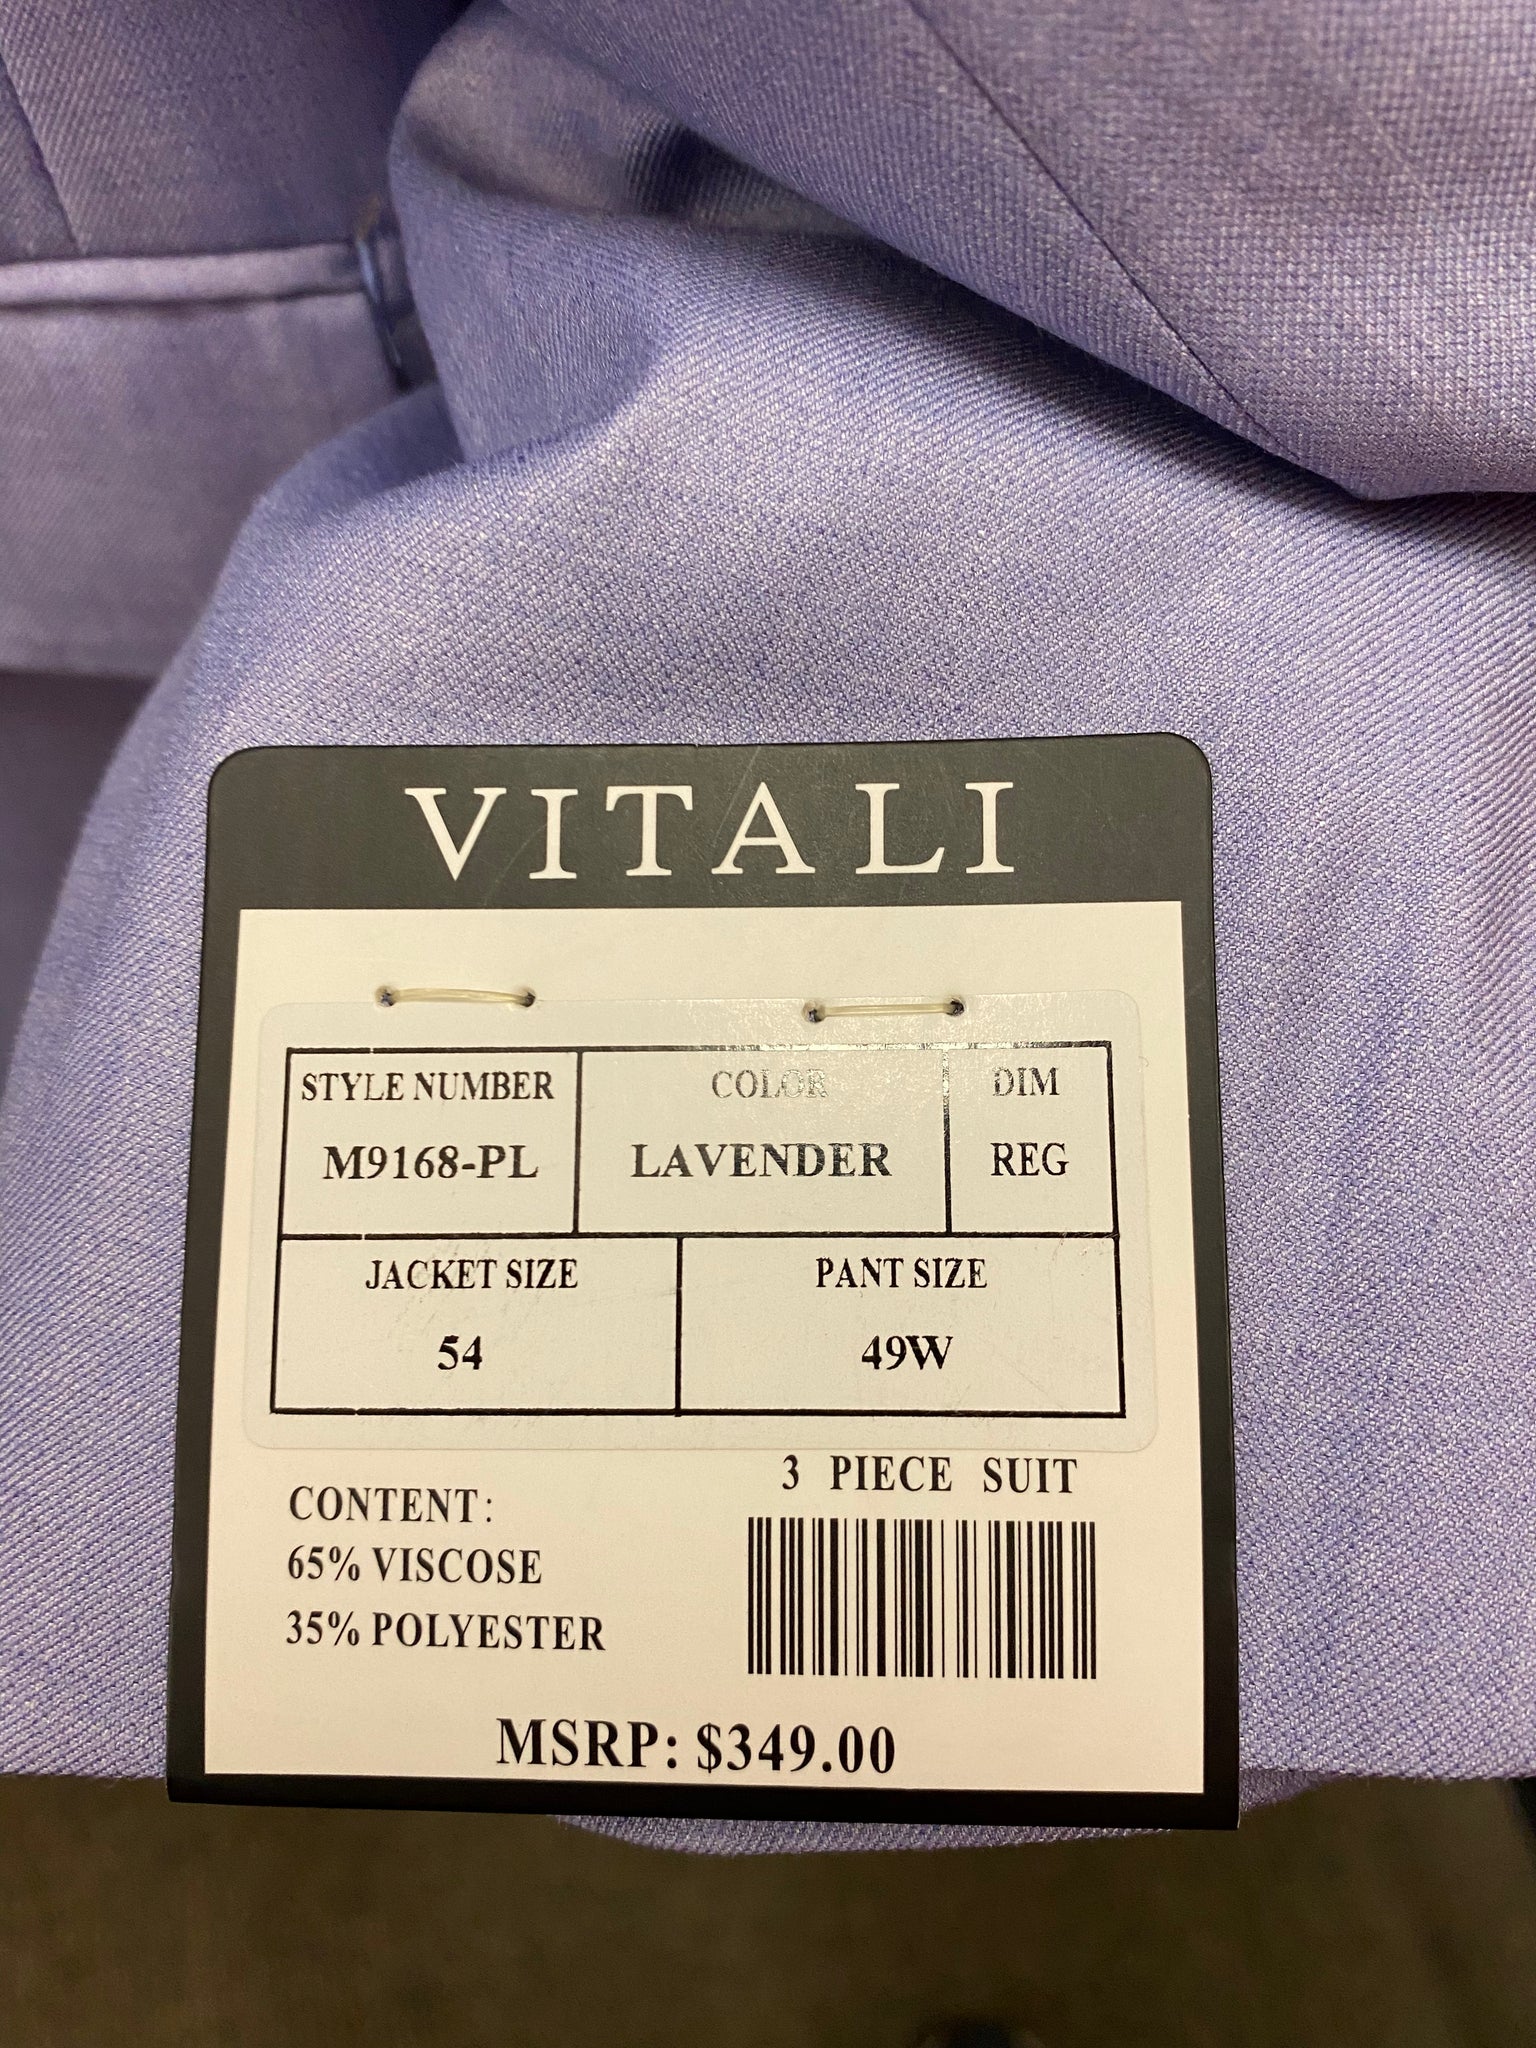 VITALI
STYLE NUMBER COLOR DIM
M9168-PL LAVENDER REG
JACKET SIZE PANT SIZE
54 49W
3 PIECE SUIT
CONTENT:
65% VISCOSE
35% POLYESTER
MSRP: $349.00